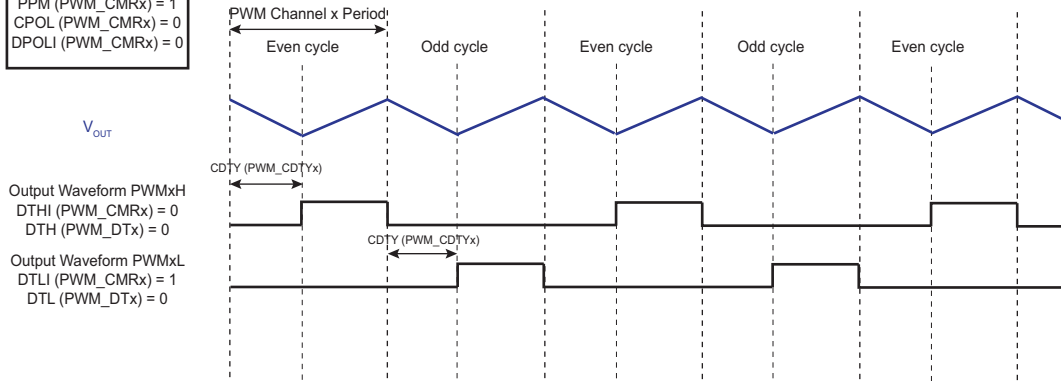 PPM (PWM_CMRx) = 1
CPOL (PWM_CMRx) = 0
DPOLI (PWM_CMRx) = 0
PWM Channel x Period
Even cycle
Odd cycle
Even cycle
Odd cycle
Even cycle
VOUT
CDTY (PWM_CDTYx)
Output Waveform PWMxH
DTHI (PWM_CMRx) = 0
DTH (PWM_DTx) = 0
CDTY (PWM_CDTYx)
Output Waveform PWMxL
DTLI (PWM_CMRx) = 1
DTL (PWM_DTx) = 0